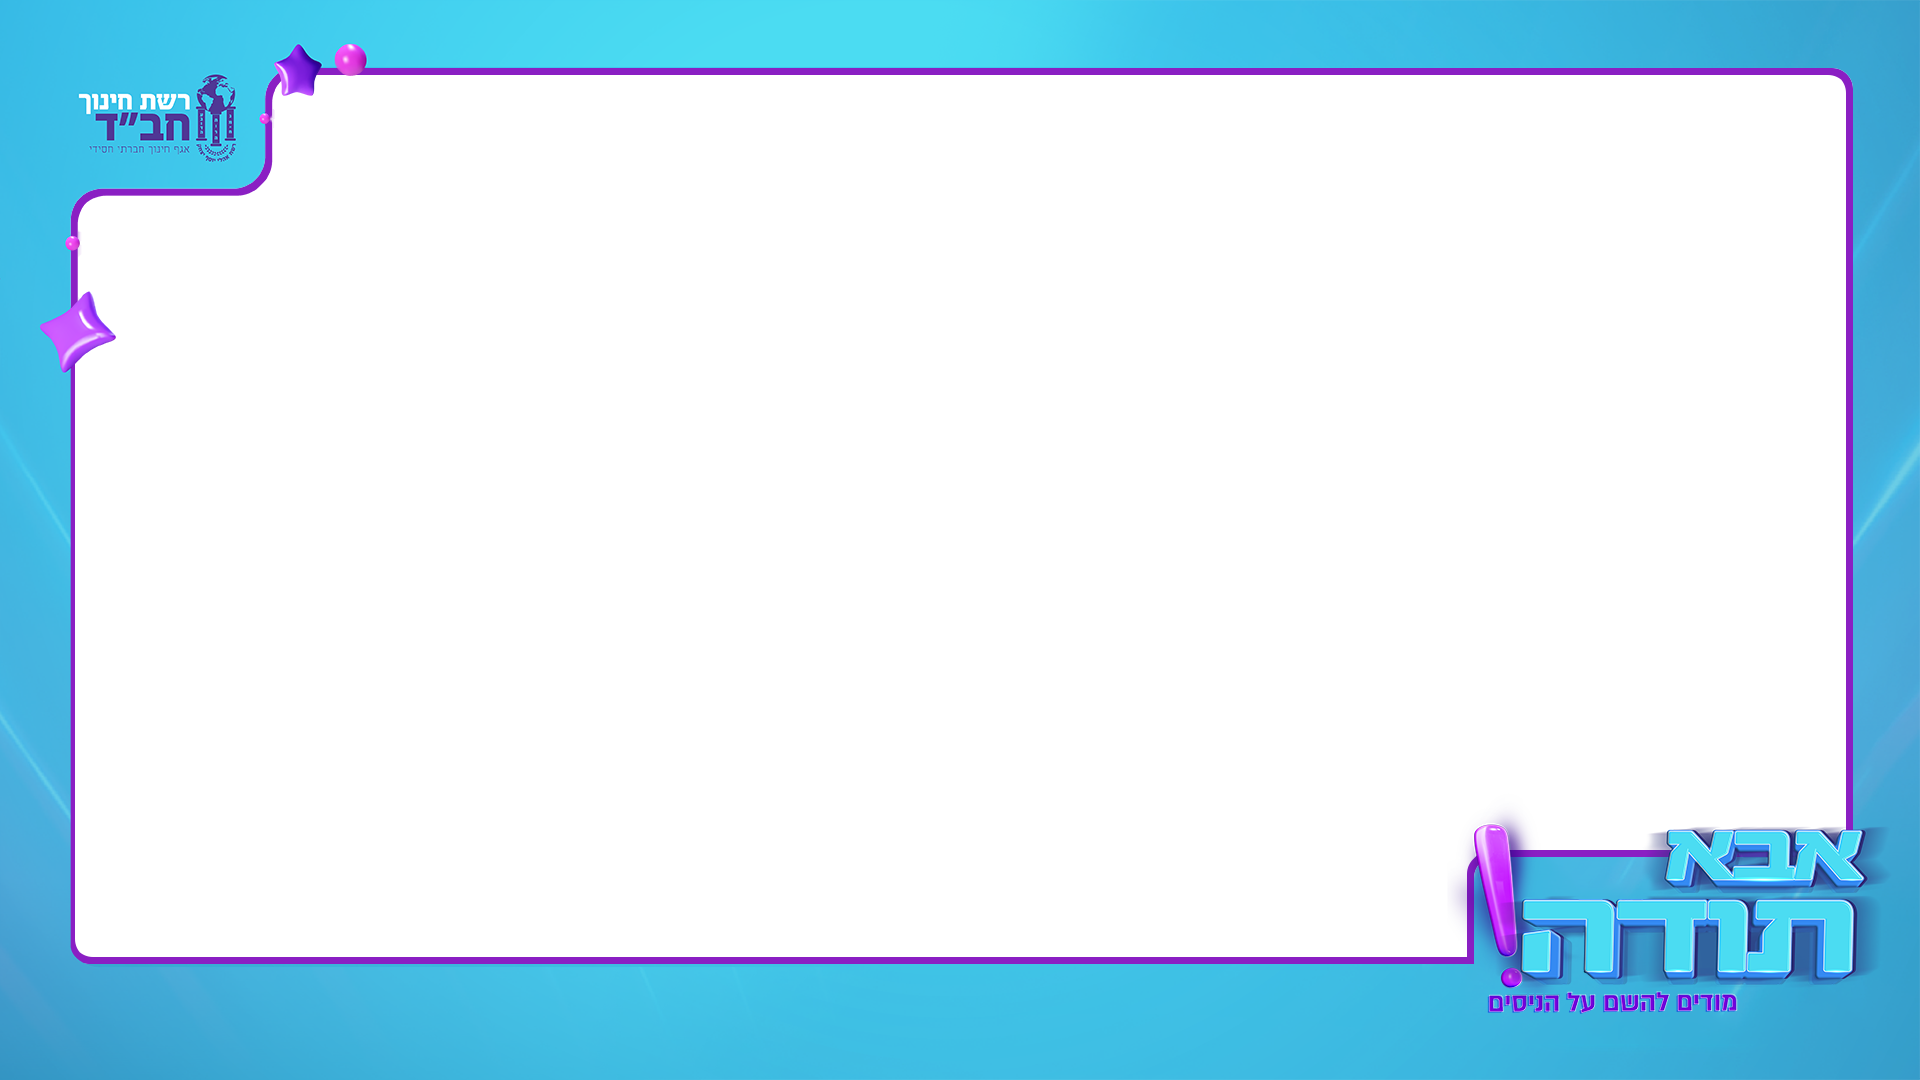 רשת חינוך
חב״ד
אגף חינוך חברתי חסידי
אבא
תודה!
מודים להשם על הניסים